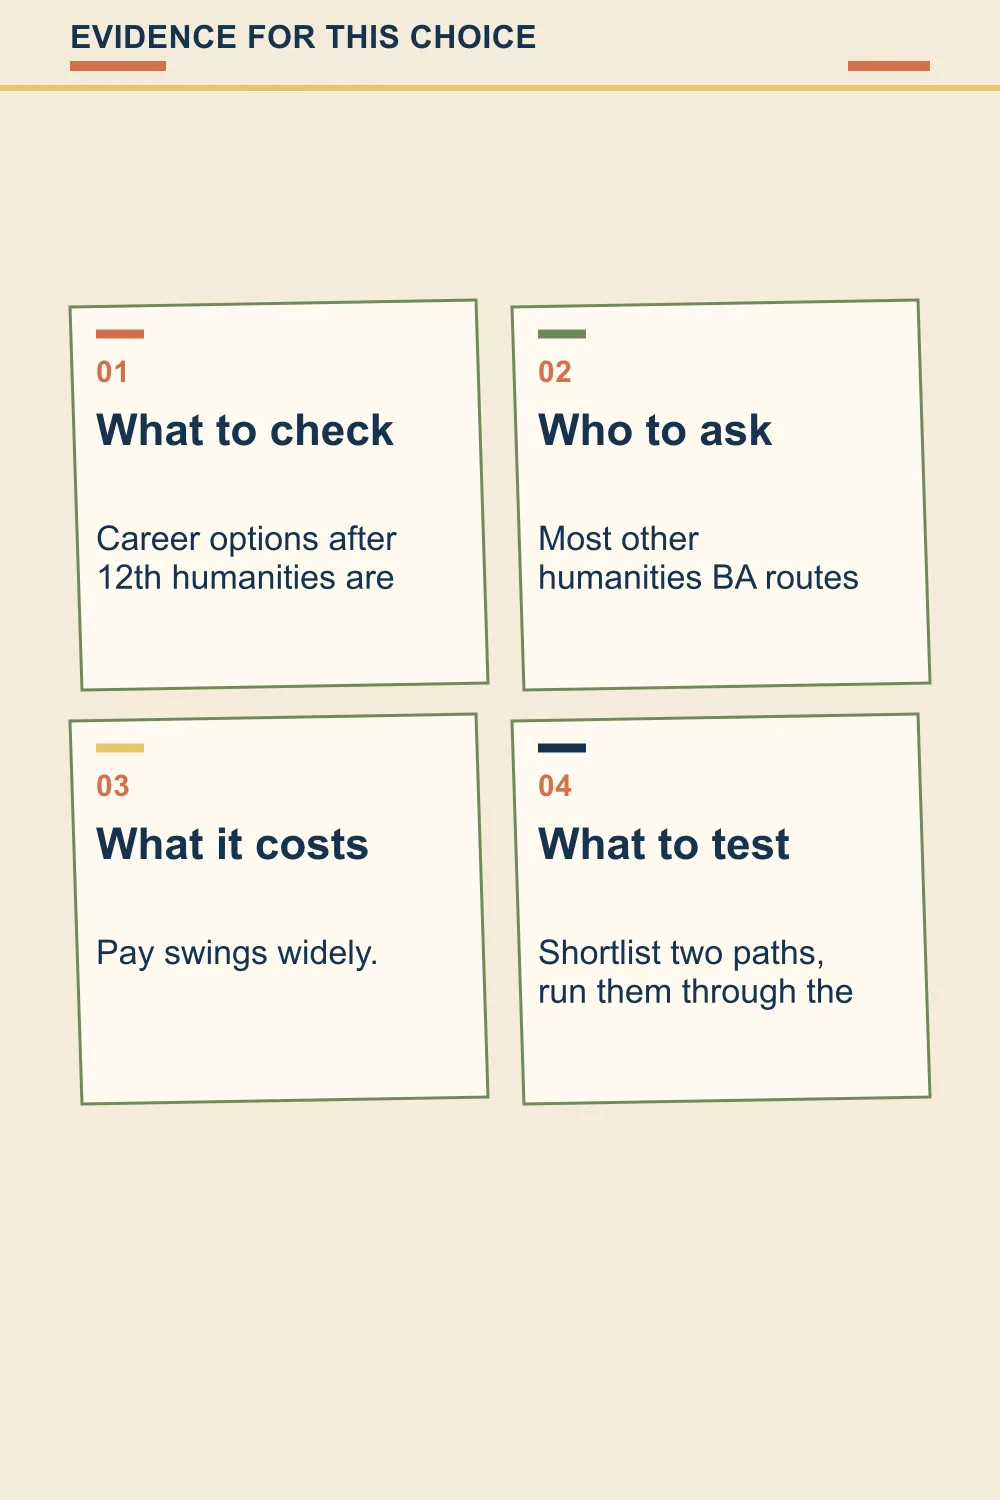 EVIDENCE FOR THIS CHOICE
01
What to check
Career options after
12th humanities are
02
Who to ask
Most other
humanities BA routes
03
What it costs
Pay swings widely.
04
What to test
Shortlist two paths,
run them through the